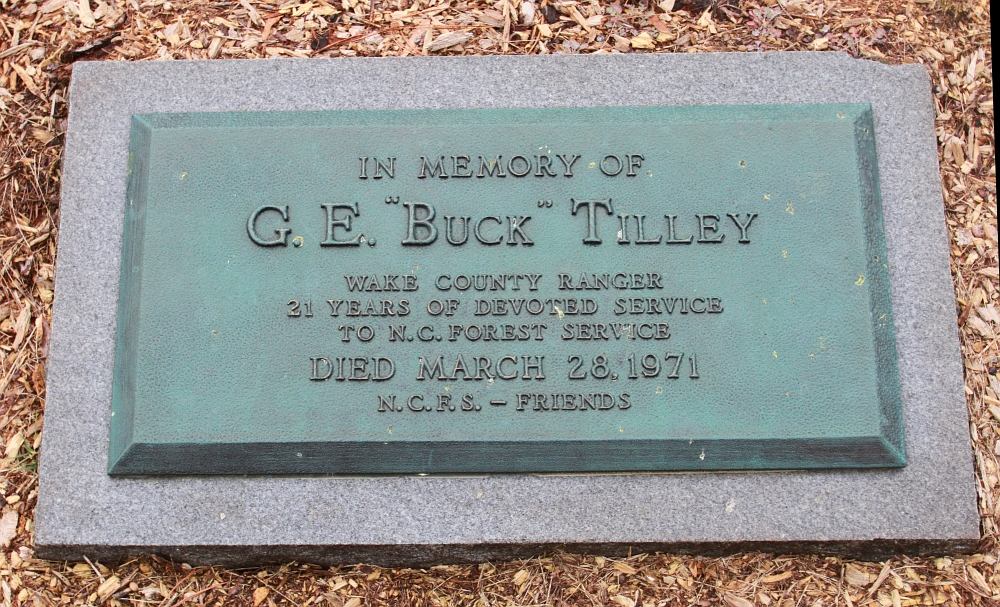 IN MEMORY OF
G. E. "BUCK" TILLEY
WAKE COUNTY RANGER
21 YEARS OF DEVOTED SERVICE
TO N.C. FOREST SERVICE
DIED MARCH 28, 1971
N.C.F.S. - FRIENDS